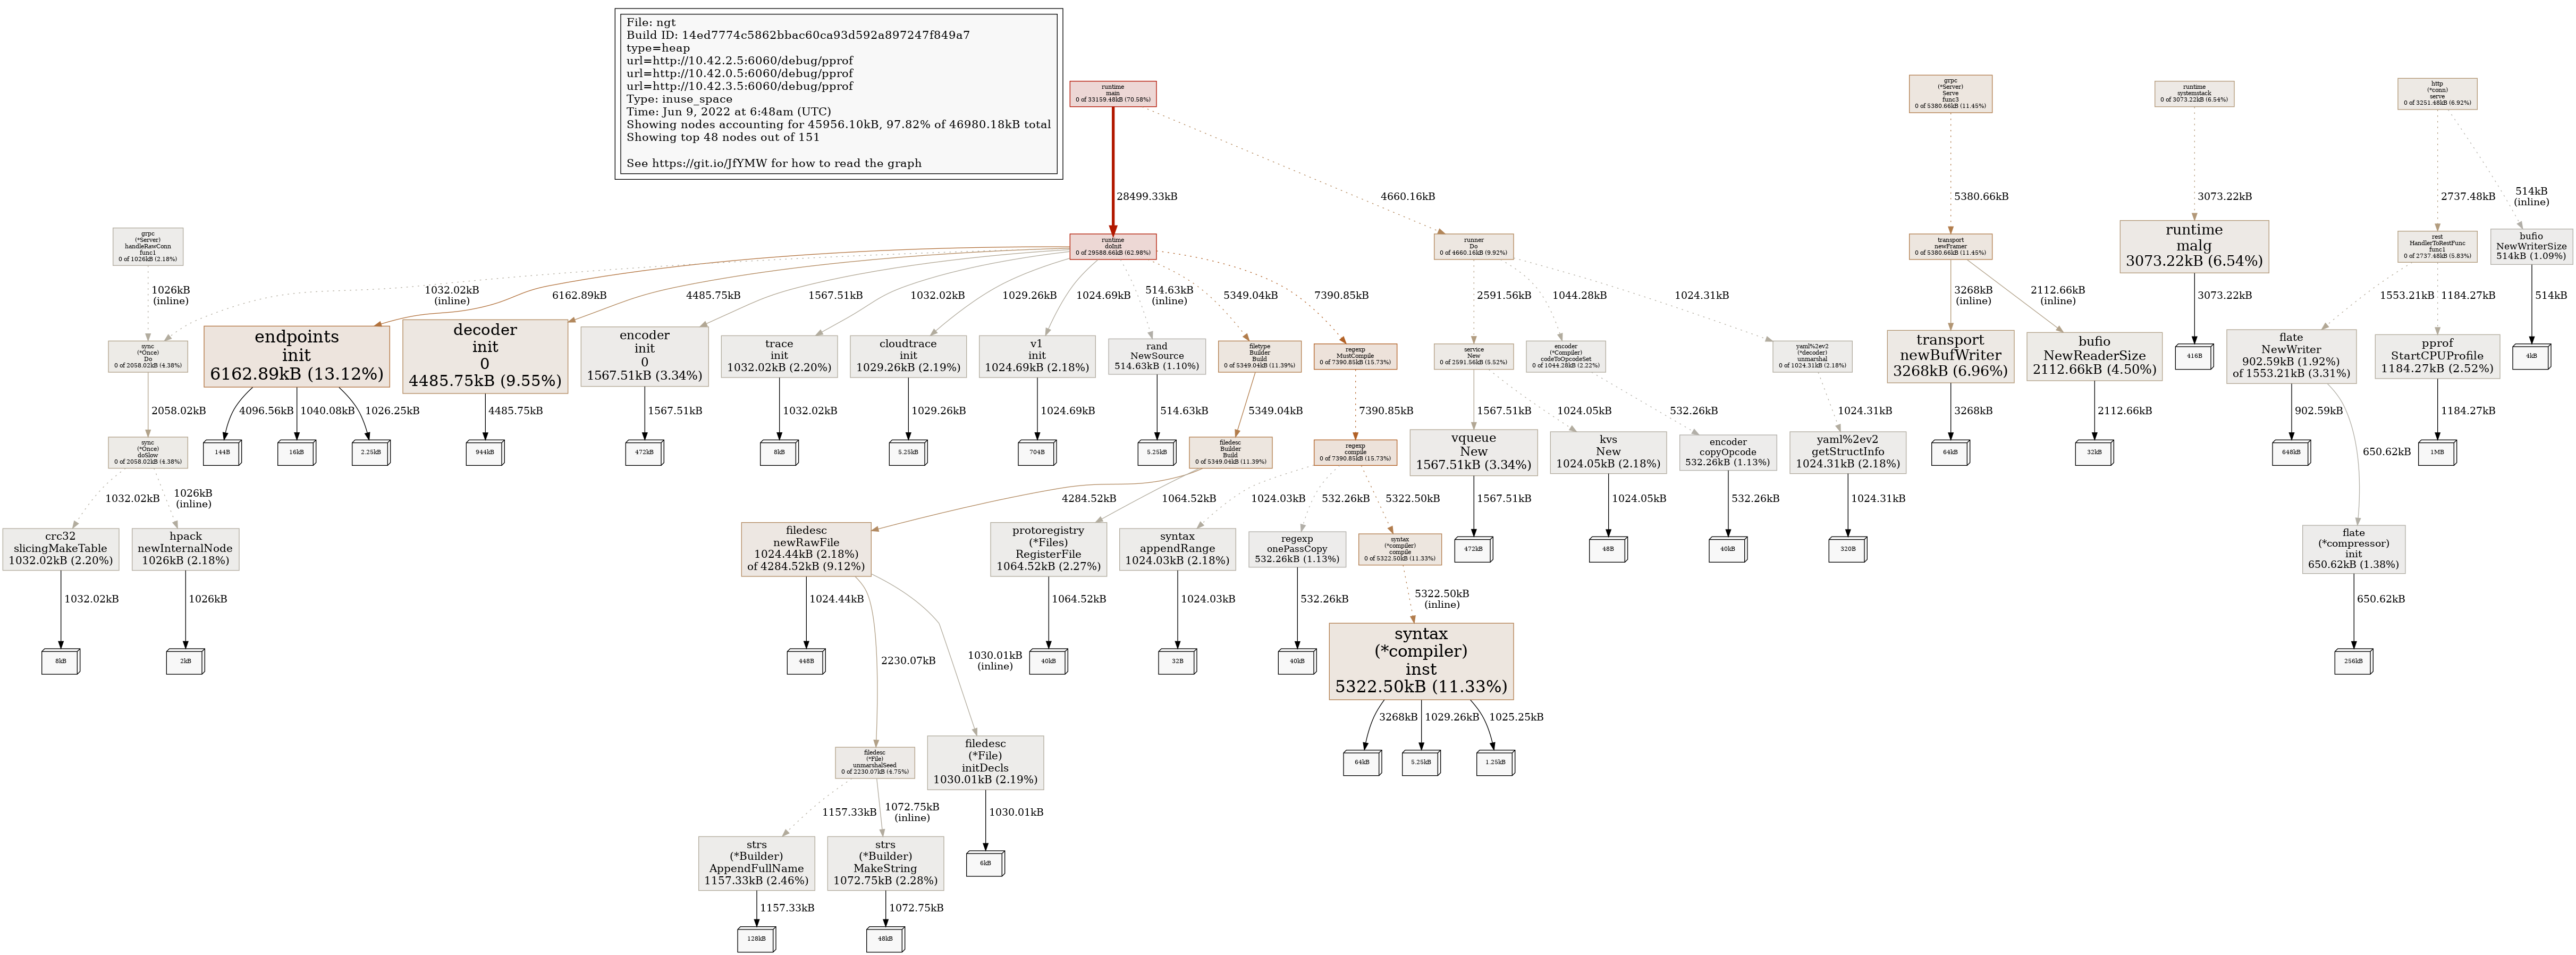 File: ngt
Build ID: 14ed7774c5862bbac60ca93d592a897247f849a7
type=heap
url=http://10.42.2.5:6060/debug/pprof
url=http://10.42.0.5:6060/debug/pprof
url=http://10.42.3.5:6060/debug/pprof
Type: inuse_space
Time: Jun 9, 2022 at 6:48am (UTC)
Showing nodes accounting for 45956.10kB, 97.82% of 46980.18kB total
Showing top 48 nodes out of 151
See https://git.io/JfYMW for how to read the graph
runtime
main
0 of 33159.48kB (70.58%)
grpc
(*Server)
Serve
func3
0 of 5380.66kB (11.45%)
runtime
systemstack
0 of 3073.22kB (6.54%)
http
(*conn)
serve
0 of 3251.48kB (6.92%)
28499.33kB
4660.16kB
5380.66kB
3073.22kB
2737.48kB
514kB
(inline)
grpc
(*Server)
handleRawConn
func1
0 of 1026kB (2.18%)
runtime
doInit
0 of 29588.66kB (62.98%)
runner
Do
0 of 4660.16kB (9.92%)
transport
newFramer
0 of 5380.66kB (11.45%)
runtime
malg
3073.22kB (6.54%)
rest
HandlerToRestFunc
func1
0 of 2737.48kB (5.83%)
bufio
NewWriterSize
514kB (1.09%)
1026kB
(inline)
1032.02kB
(inline)
6162.89kB
4485.75kB
1567.51kB
1032.02kB
1029.26kB
1024.69kB
514.63kB
(inline)
5349.04kB
7390.85kB
2591.56kB
1044.28kB
1024.31kB
3268kB
(inline)
2112.66kB
(inline)
3073.22kB
1553.21kB
1184.27kB
514kB
sync
(*Once)
Do
0 of 2058.02kB (4.38%)
endpoints
init
6162.89kB (13.12%)
decoder
init
0
4485.75kB (9.55%)
encoder
init
0
1567.51kB (3.34%)
trace
init
1032.02kB (2.20%)
cloudtrace
init
1029.26kB (2.19%)
v1
init
1024.69kB (2.18%)
rand
NewSource
514.63kB (1.10%)
filetype
Builder
Build
0 of 5349.04kB (11.39%)
regexp
MustCompile
0 of 7390.85kB (15.73%)
service
New
0 of 2591.56kB (5.52%)
encoder
(*Compiler)
codeToOpcodeSet
0 of 1044.28kB (2.22%)
yaml%2ev2
(*decoder)
unmarshal
0 of 1024.31kB (2.18%)
transport
newBufWriter
3268kB (6.96%)
bufio
NewReaderSize
2112.66kB (4.50%)
416B
flate
NewWriter
902.59kB (1.92%)
of 1553.21kB (3.31%)
pprof
StartCPUProfile
1184.27kB (2.52%)
4kB
2058.02kB
4096.56kB
1040.08kB
1026.25kB
4485.75kB
1567.51kB
1032.02kB
1029.26kB
1024.69kB
514.63kB
5349.04kB
7390.85kB
1567.51kB
1024.05kB
532.26kB
1024.31kB
3268kB
2112.66kB
902.59kB
650.62kB
1184.27kB
sync
(*Once)
doSlow
0 of 2058.02kB (4.38%)
144B
16kB
2.25kB
944kB
472kB
8kB
5.25kB
704B
5.25kB
filedesc
Builder
Build
0 of 5349.04kB (11.39%)
regexp
compile
0 of 7390.85kB (15.73%)
vqueue
New
1567.51kB (3.34%)
kvs
New
1024.05kB (2.18%)
encoder
copyOpcode
532.26kB (1.13%)
yaml%2ev2
getStructInfo
1024.31kB (2.18%)
64kB
32kB
648kB
1MB
1032.02kB
1026kB
(inline)
4284.52kB
1064.52kB
1024.03kB
532.26kB
5322.50kB
1567.51kB
1024.05kB
532.26kB
1024.31kB
crc32
slicingMakeTable
1032.02kB (2.20%)
hpack
newInternalNode
1026kB (2.18%)
filedesc
newRawFile
1024.44kB (2.18%)
of 4284.52kB (9.12%)
protoregistry
(*Files)
RegisterFile
1064.52kB (2.27%)
syntax
appendRange
1024.03kB (2.18%)
regexp
onePassCopy
532.26kB (1.13%)
syntax
(*compiler)
compile
0 of 5322.50kB (11.33%)
472kB
48B
40kB
320B
flate
(*compressor)
init
650.62kB (1.38%)
1032.02kB
1026kB
1024.44kB
2230.07kB
1030.01kB
(inline)
1064.52kB
1024.03kB
532.26kB
5322.50kB
(inline)
650.62kB
8kB
2kB
448B
40kB
32B
40kB
syntax
(*compiler)
inst
5322.50kB (11.33%)
256kB
3268kB
1029.26kB
1025.25kB
filedesc
(*File)
unmarshalSeed
0 of 2230.07kB (4.75%)
filedesc
(*File)
initDecls
1030.01kB (2.19%)
64kB
5.25kB
1.25kB
1157.33kB
1072.75kB
(inline)
1030.01kB
strs
(*Builder)
AppendFullName
1157.33kB (2.46%)
strs
(*Builder)
MakeString
1072.75kB (2.28%)
6kB
1157.33kB
1072.75kB
128kB
48kB